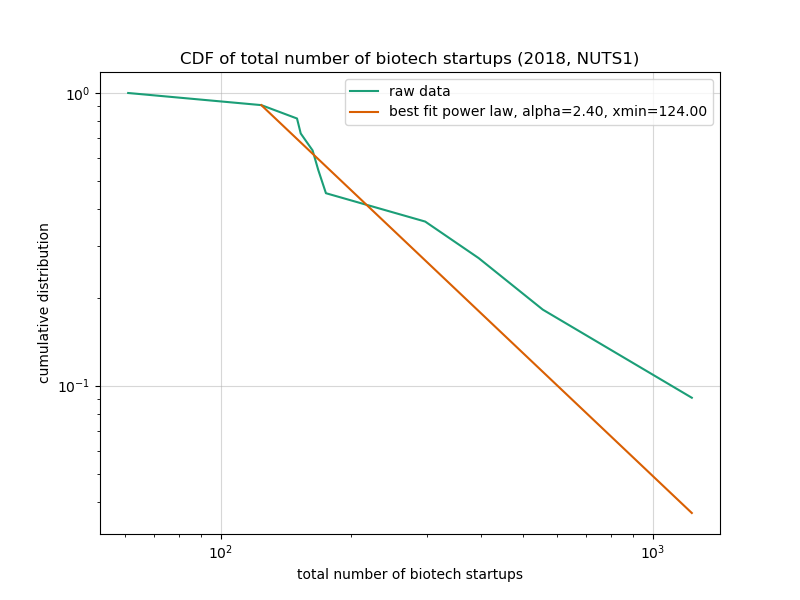 CDF of total number of biotech startups (2018, NUTS1)
raw data
best fit power law, alpha=2.40, xmin=124.00
10⁰
10⁻¹
cumulative distribution
10²
10³
total number of biotech startups